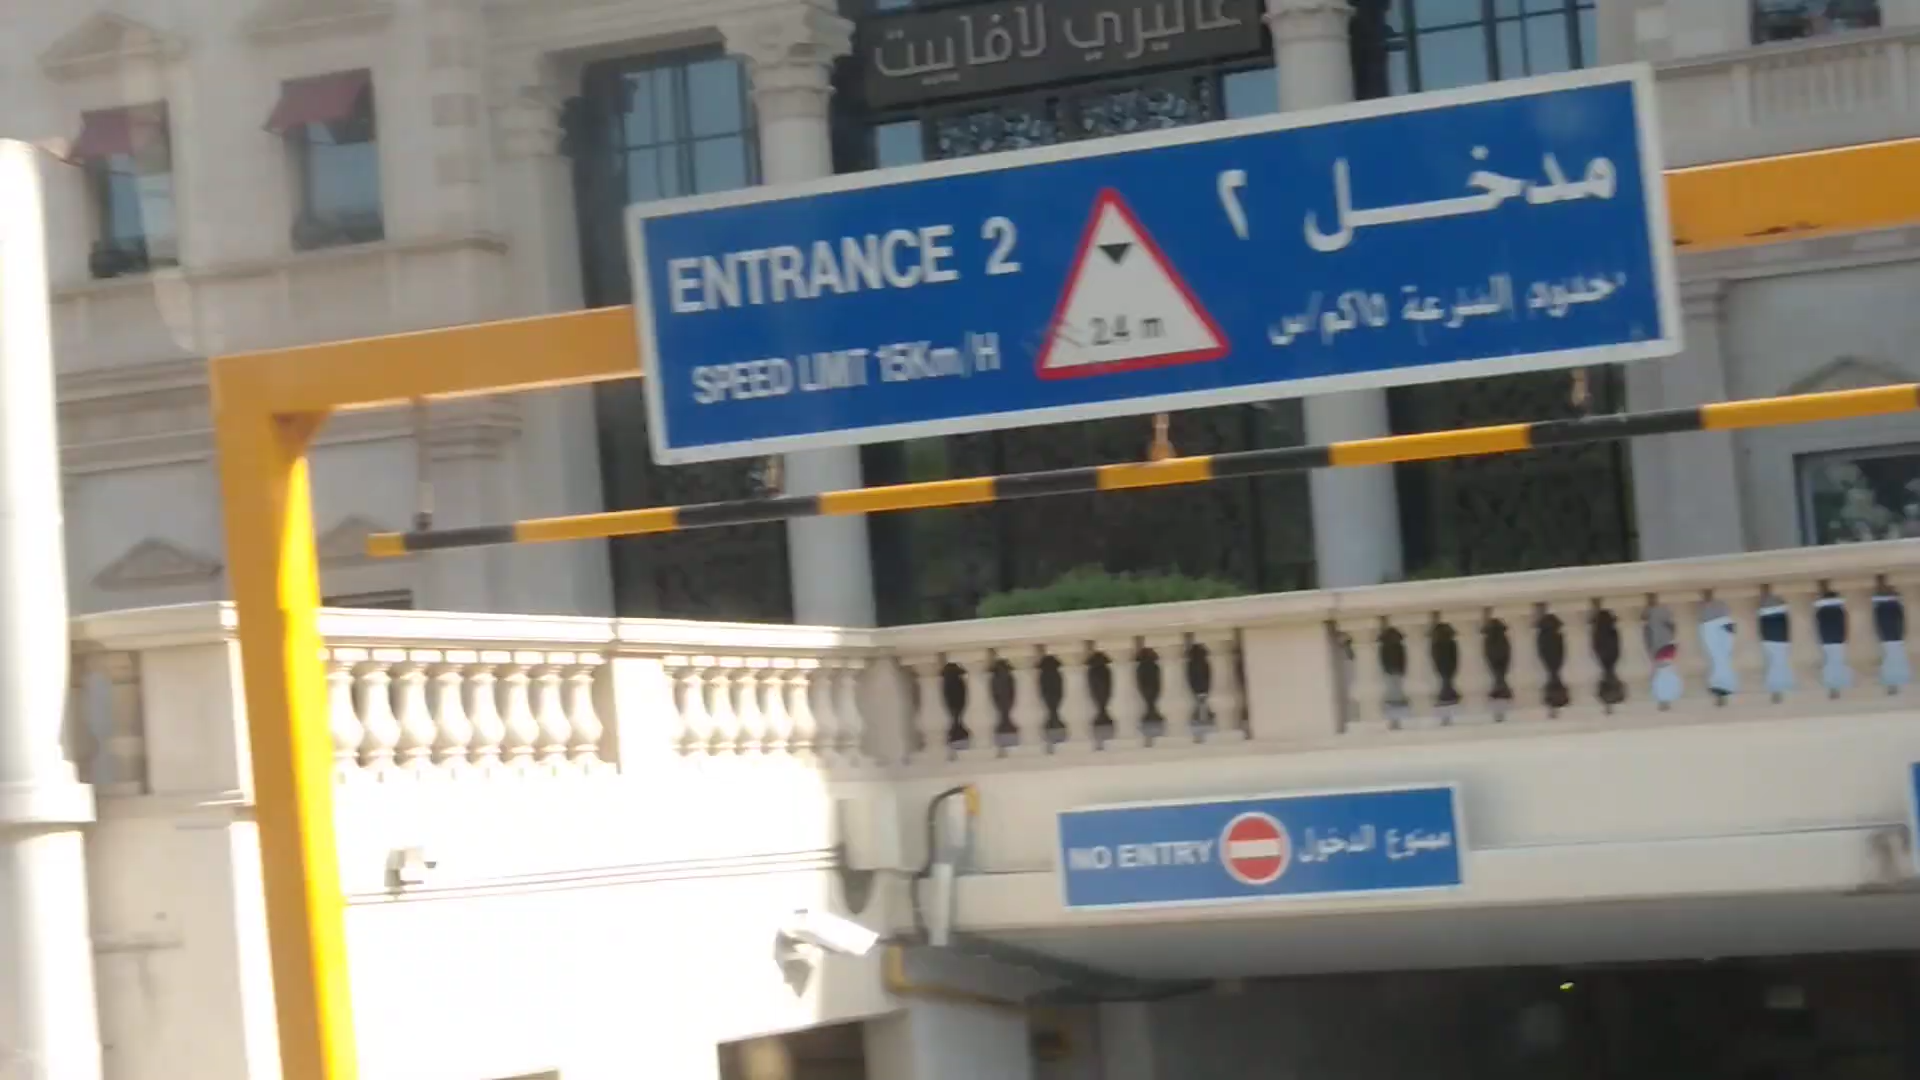 غاليري لافاييت
ENTRANCE 2
مدخل ٢
SPEED LIMIT 15Km/H
2.4 m
حدود السرعة ١٥كم/س
NO ENTRY
ممنوع الدخول